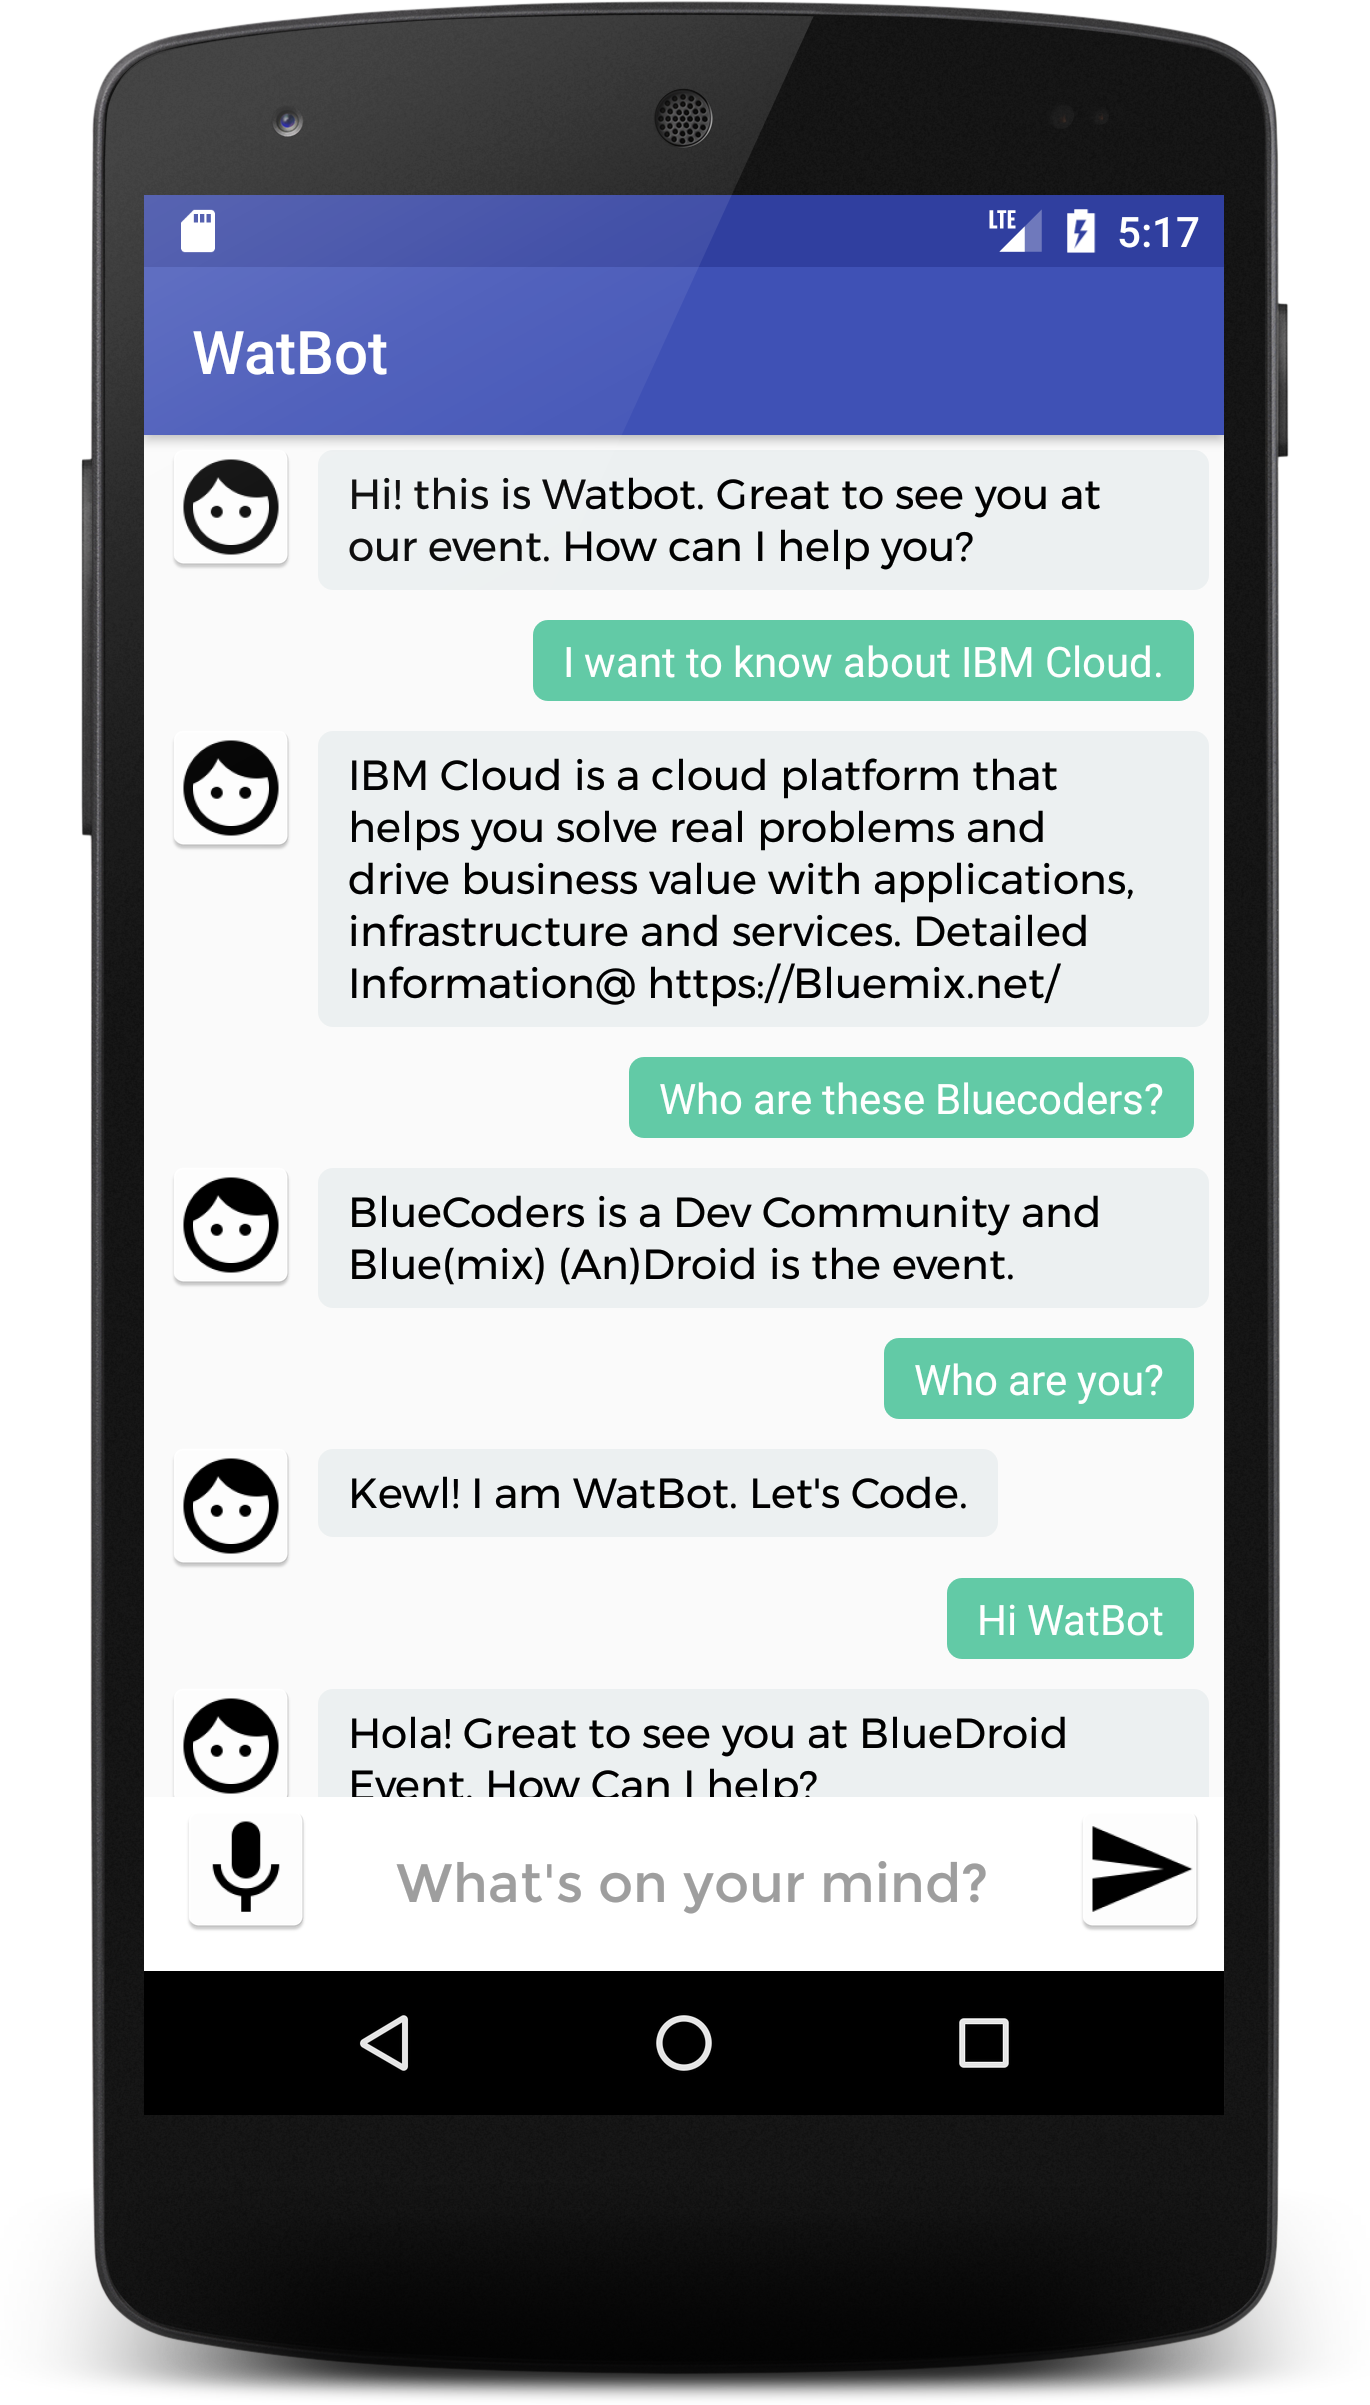 LTE 5:17
WatBot
Hi! this is Watbot. Great to see you at
our event. How can I help you?
I want to know about IBM Cloud.
IBM Cloud is a cloud platform that
helps you solve real problems and
drive business value with applications,
infrastructure and services. Detailed
Information@ https://Bluemix.net/
Who are these Bluecoders?
BlueCoders is a Dev Community and
Blue(mix) (An)Droid is the event.
Who are you?
Kewl! I am WatBot. Let's Code.
Hi WatBot
Hola! Great to see you at BlueDroid
Event. How Can I help?
What's on your mind?